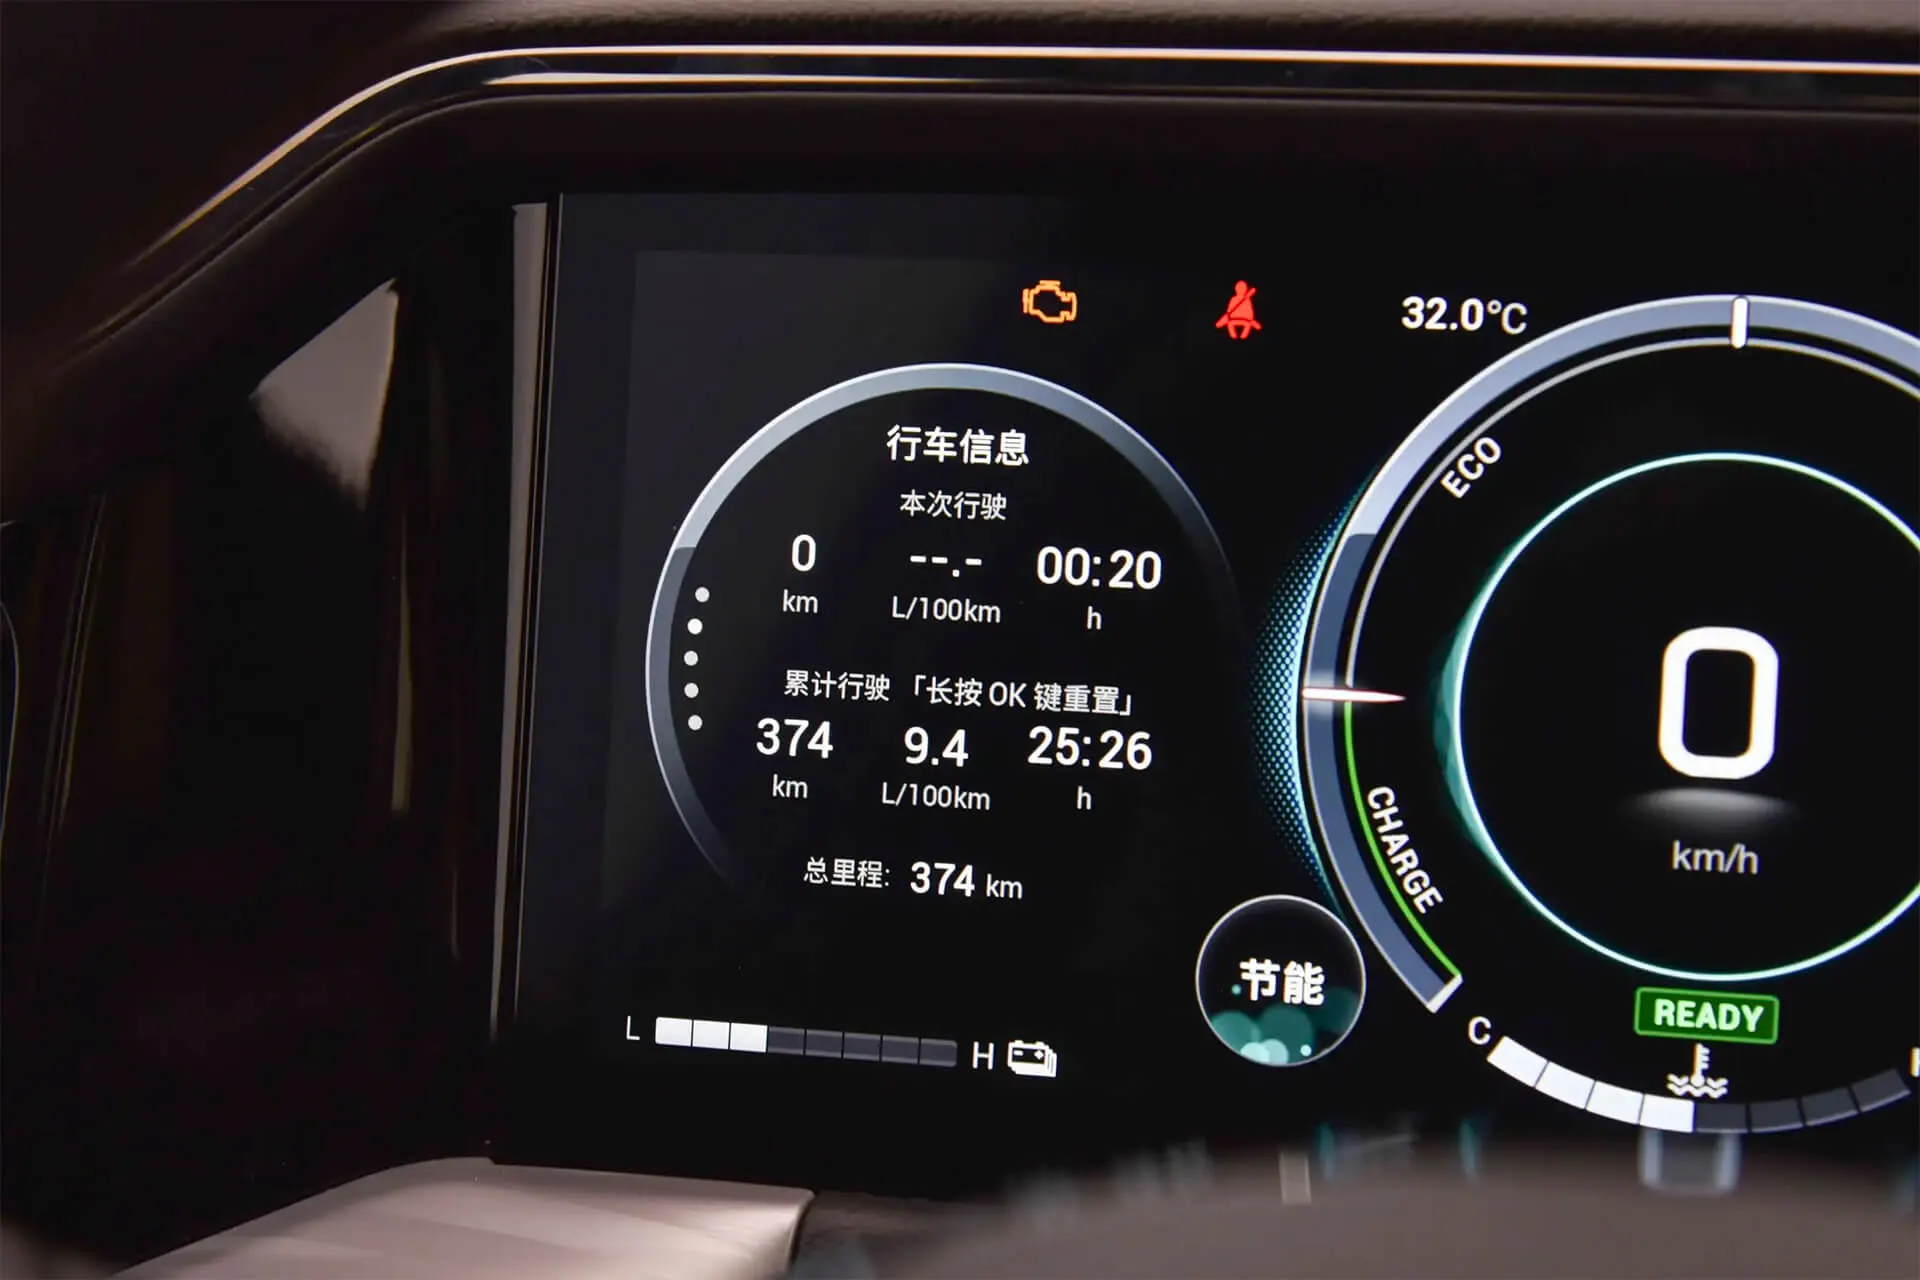 32.0°C
行车信息
本次行驶
0 --.- 00:20
km L/100km h
累计行驶 「长按 OK 键重置」
374 9.4 25:26
km L/100km h
总里程: 374 km
L H
节能
ECO
CHARGE
0
km/h
READY
C